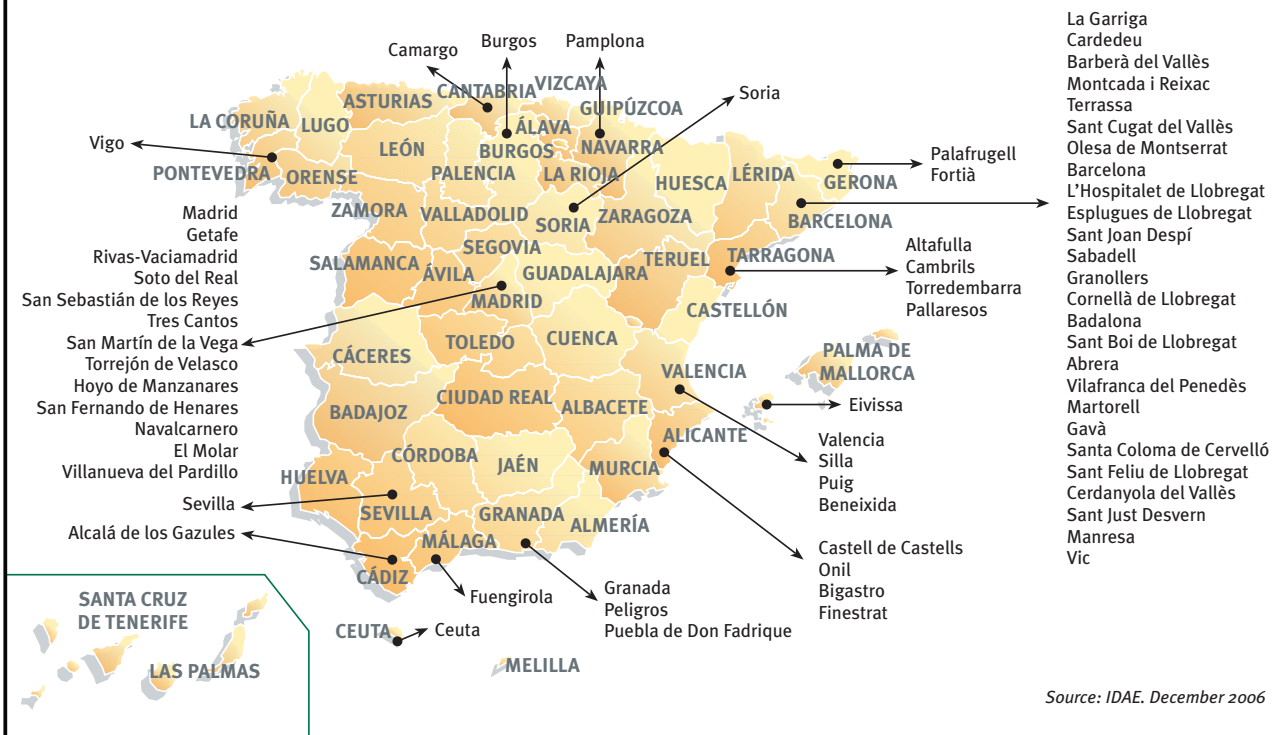 Camargo
Burgos
Pamplona
Soria
Vigo
LA CORUÑA
LUGO
ASTURIAS
CANTABRIA
VIZCAYA
GUIPÚZCOA
ÁLAVA
NAVARRA
PONTEVEDRA
ORENSE
LEÓN
PALENCIA
BURGOS
LA RIOJA
HUESCA
LÉRIDA
GERONA
BARCELONA
ZAMORA
VALLADOLID
SORIA
ZARAGOZA
SEGOVIA
SALAMANCA
ÁVILA
MADRID
GUADALAJARA
TERUEL
TARRAGONA
CASTELLÓN
CÁCERES
TOLEDO
CUENCA
VALENCIA
PALMA DE
MALLORCA
BADAJOZ
CIUDAD REAL
ALBACETE
ALICANTE
HUELVA
CÓRDOBA
JAÉN
MURCIA
SEVILLA
GRANADA
ALMERÍA
MÁLAGA
CÁDIZ
CEUTA
MELILLA
SANTA CRUZ
DE TENERIFE
LAS PALMAS
Madrid
Getafe
Rivas-Vaciamadrid
Soto del Real
San Sebastián de los Reyes
Tres Cantos
San Martín de la Vega
Torrejón de Velasco
Hoyo de Manzanares
San Fernando de Henares
Navalcarnero
El Molar
Villanueva del Pardillo
Sevilla
Alcalá de los Gazules
Fuengirola
Ceuta
Granada
Peligros
Puebla de Don Fadrique
Castell de Castells
Onil
Bigastro
Finestrat
Valencia
Silla
Puig
Beneixida
Eivissa
Altafulla
Cambrils
Torredembarra
Pallaresos
Palafrugell
Fortià
La Garriga
Cardedeu
Barberà del Vallès
Montcada i Reixac
Terrassa
Sant Cugat del Vallès
Olesa de Montserrat
Barcelona
L’Hospitalet de Llobregat
Esplugues de Llobregat
Sant Joan Despí
Sabadell
Granollers
Cornellà de Llobregat
Badalona
Sant Boi de Llobregat
Abrera
Vilafranca del Penedès
Martorell
Gavà
Santa Coloma de Cervelló
Sant Feliu de Llobregat
Cerdanyola del Vallès
Sant Just Desvern
Manresa
Vic
Source: IDAE. December 2006